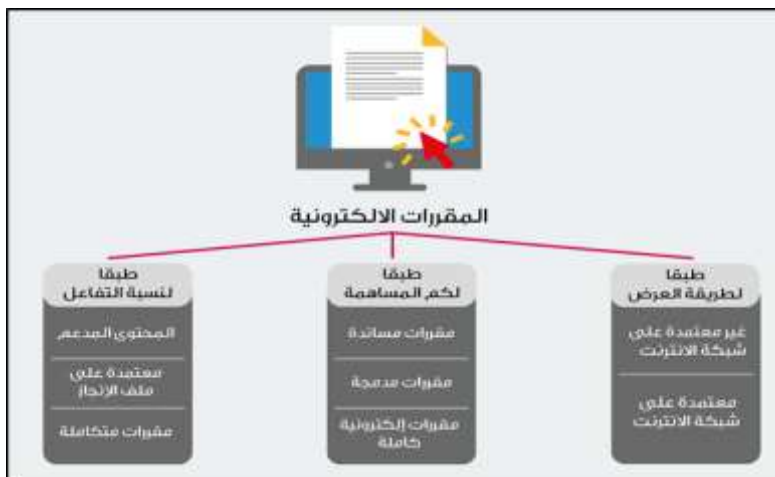 المقررات الالكترونية
طبقا
لطريقة العرض
غير معتمدة على
شبكة الانترنت
معتمدة على
شبكة الانترنت
طبقا
لكم المساهمة
مقررات مساندة
مقررات مدمجة
مقررات إلكترونية
كاملة
طبقا
لنسبة التفاعل
المحتوى المدعم
معتمدة على
ملف الإنجاز
مقررات متكاملة